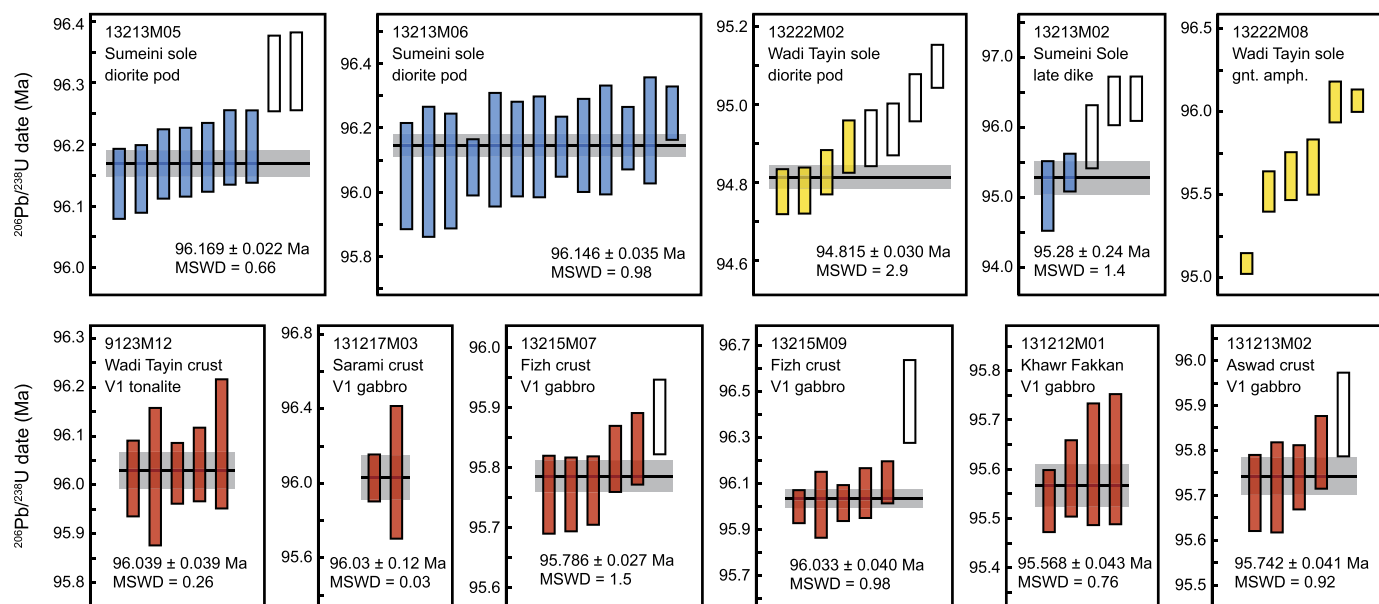 ²⁰⁶Pb/²³⁸U date (Ma)
96.4
96.3
96.2
96.1
96.0
13213M05
Sumeini sole
diorite pod
96.169 ± 0.022 Ma
MSWD = 0.66
96.4
96.2
96.0
95.8
13213M06
Sumeini sole
diorite pod
96.146 ± 0.035 Ma
MSWD = 0.98
95.2
95.0
94.8
94.6
13222M02
Wadi Tayin sole
diorite pod
94.815 ± 0.030 Ma
MSWD = 2.9
97.0
96.0
95.0
94.0
13213M02
Sumeini Sole
late dike
95.28 ± 0.24 Ma
MSWD = 1.4
96.0
95.5
95.0
13222M08
Wadi Tayin sole
gnt. amph.
²⁰⁶Pb/²³⁸U date (Ma)
96.3
96.2
96.1
96.0
95.9
95.8
9123M12
Wadi Tayin crust
V1 tonalite
96.039 ± 0.039 Ma
MSWD = 0.26
96.8
96.4
96.0
95.6
131217M03
Sarami crust
V1 gabbro
96.03 ± 0.12 Ma
MSWD = 0.03
96.0
95.9
95.8
95.7
95.6
13215M07
Fizh crust
V1 gabbro
95.786 ± 0.027 Ma
MSWD = 1.5
96.7
96.5
96.3
96.1
95.9
95.7
13215M09
Fizh crust
V1 gabbro
96.033 ± 0.040 Ma
MSWD = 0.98
95.8
95.7
95.6
95.5
95.4
131212M01
Khawr Fakkan
V1 gabbro
95.568 ± 0.043 Ma
MSWD = 0.76
96.0
95.9
95.8
95.7
95.6
95.5
131213M02
Aswad crust
V1 gabbro
95.742 ± 0.041 Ma
MSWD = 0.92